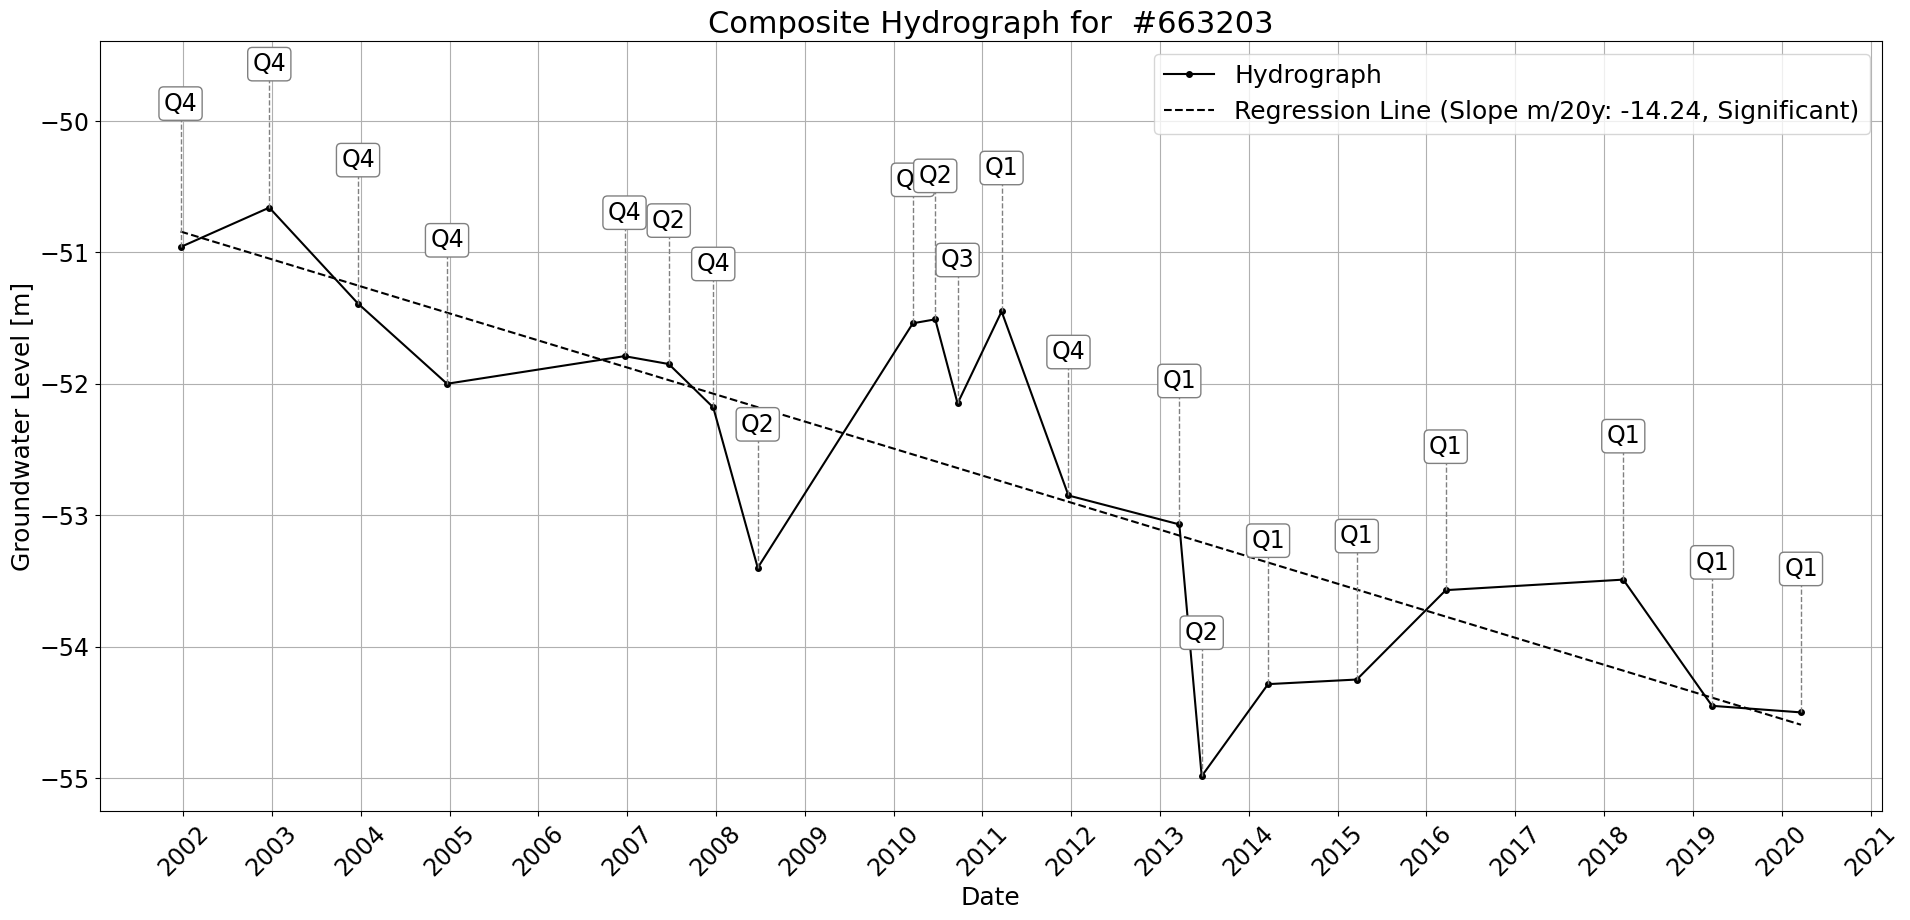 Composite Hydrograph for  #663203
Hydrograph
Regression Line (Slope m/20y: -14.24, Significant)
Groundwater Level [m]
−50
−51
−52
−53
−54
−55
Q4
Q4
Q4
Q4
Q4
Q2
Q4
Q2
Q2
Q3
Q1
Q4
Q1
Q2
Q1
Q1
Q1
Q1
Q1
Q1
2002
2003
2004
2005
2006
2007
2008
2009
2010
2011
2012
2013
2014
2015
2016
2017
2018
2019
2020
2021
Date